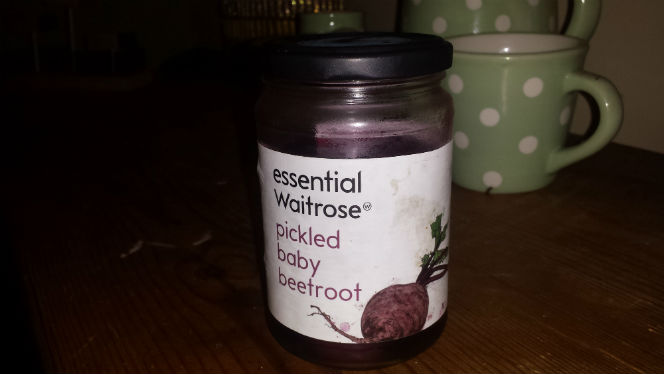 essential
Waitrose
pickled
baby
beetroot